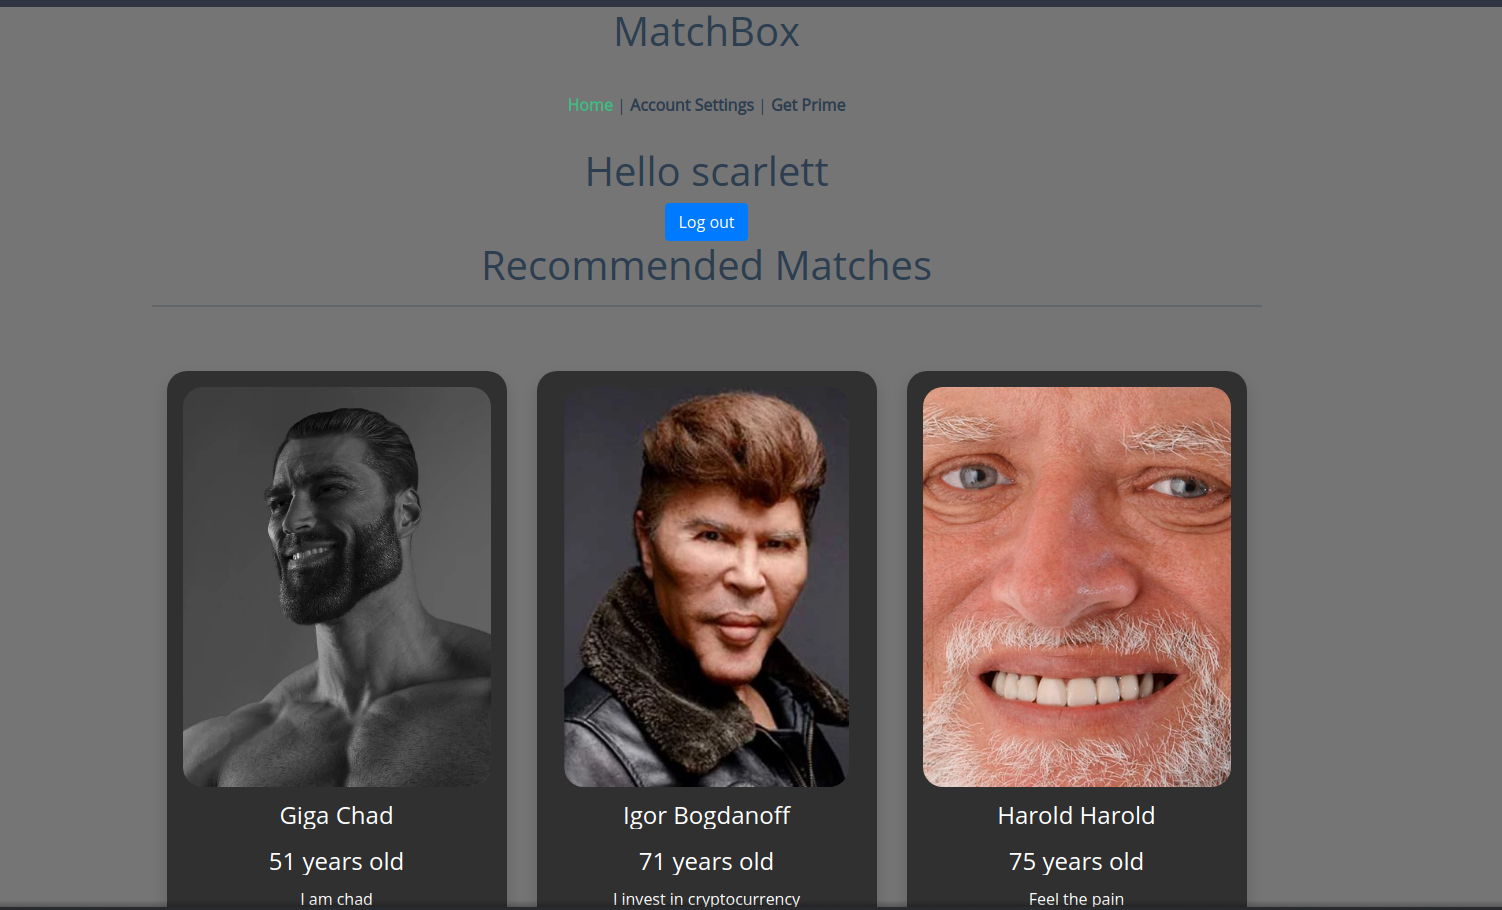 MatchBox
Home | Account Settings | Get Prime
Hello scarlett
Log out
Recommended Matches
Giga Chad
51 years old
I am chad
Igor Bogdanoff
71 years old
I invest in cryptocurrency
Harold Harold
75 years old
Feel the pain